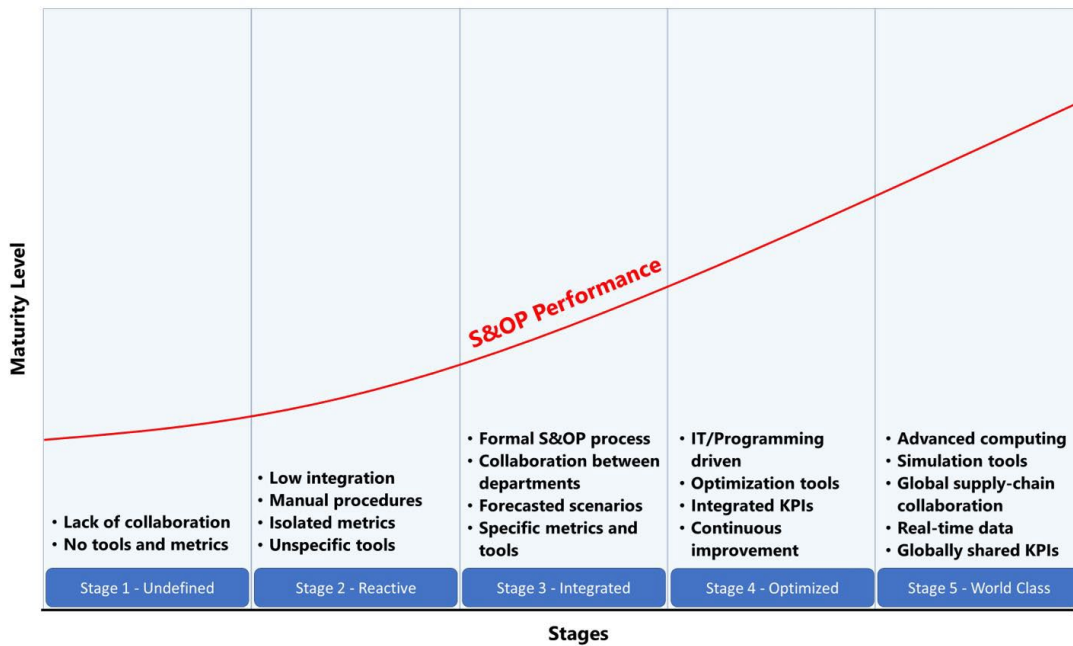 Maturity Level
S&OP Performance
• Lack of collaboration
• No tools and metrics
Stage 1 - Undefined
• Low integration
• Manual procedures
• Isolated metrics
• Unspecific tools
Stage 2 - Reactive
• Formal S&OP process
• Collaboration between
departments
• Forecasted scenarios
• Specific metrics and
tools
Stage 3 - Integrated
• IT/Programming
driven
• Optimization tools
• Integrated KPIs
• Continuous
improvement
Stage 4 - Optimized
• Advanced computing
• Simulation tools
• Global supply-chain
collaboration
• Real-time data
• Globally shared KPIs
Stage 5 - World Class
Stages